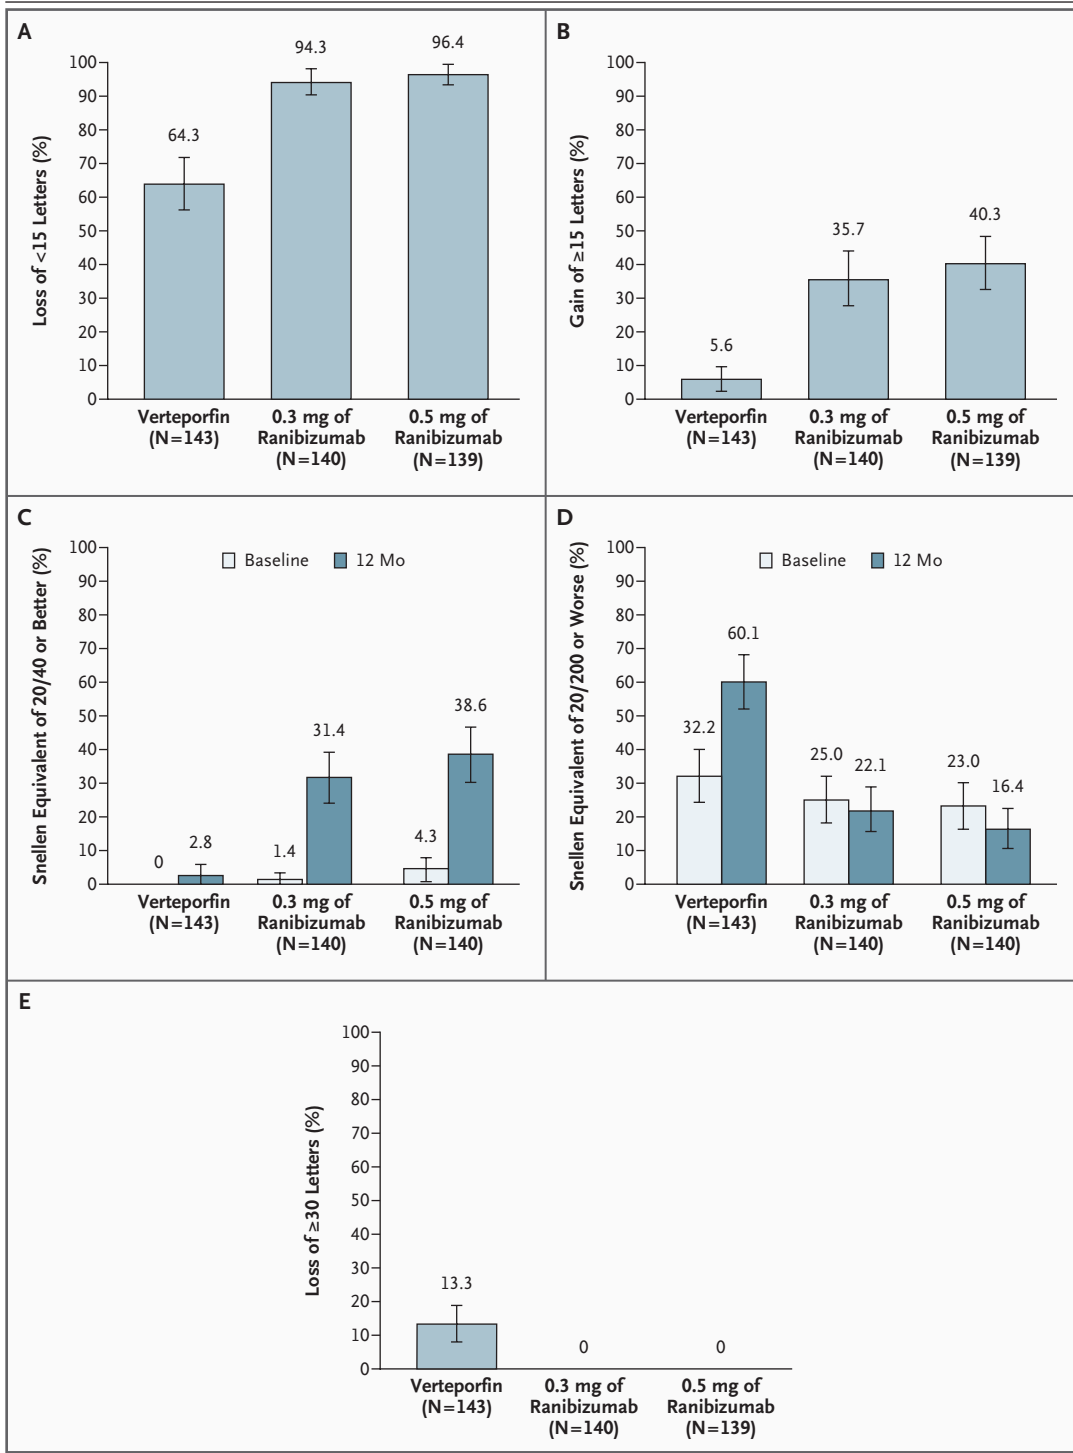 A
Loss of <15 Letters (%)
100
90
80
70
60
50
40
30
20
10
0
64.3
94.3
96.4
Verteporfin
(N=143)
0.3 mg of
Ranibizumab
(N=140)
0.5 mg of
Ranibizumab
(N=139)
B
Gain of ≥15 Letters (%)
100
90
80
70
60
50
40
30
20
10
0
5.6
35.7
40.3
Verteporfin
(N=143)
0.3 mg of
Ranibizumab
(N=140)
0.5 mg of
Ranibizumab
(N=139)
C
Snellen Equivalent of 20/40 or Better (%)
100
90
80
70
60
50
40
30
20
10
0
Baseline
12 Mo
0
2.8
1.4
31.4
4.3
38.6
Verteporfin
(N=143)
0.3 mg of
Ranibizumab
(N=140)
0.5 mg of
Ranibizumab
(N=140)
D
Snellen Equivalent of 20/200 or Worse (%)
100
90
80
70
60
50
40
30
20
10
0
Baseline
12 Mo
32.2
60.1
25.0
22.1
23.0
16.4
Verteporfin
(N=143)
0.3 mg of
Ranibizumab
(N=140)
0.5 mg of
Ranibizumab
(N=140)
E
Loss of ≥30 Letters (%)
100
90
80
70
60
50
40
30
20
10
0
13.3
0
0
Verteporfin
(N=143)
0.3 mg of
Ranibizumab
(N=140)
0.5 mg of
Ranibizumab
(N=139)